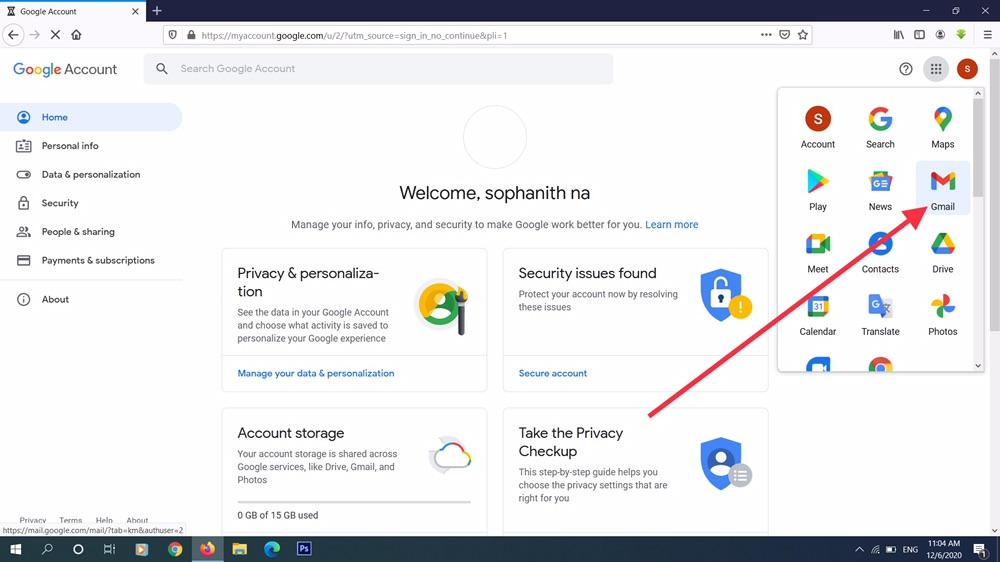 Google Account
https://myaccount.google.com/u/2/?utm_source=sign_in_no_continue&pli=1
Google Account
Search Google Account
S
Home
Personal info
Data & personalization
Security
People & sharing
Payments & subscriptions
About
Welcome, sophanith na
Manage your info, privacy, and security to make Google work better for you. Learn more
Privacy & personaliza-
tion
See the data in your Google Account
and choose what activity is saved to
personalize your Google experience
Manage your data & personalization
Security issues found
Protect your account now by resolving
these issues
Secure account
Account storage
Your account storage is shared across
Google services, like Drive, Gmail, and
Photos
0 GB of 15 GB used
Take the Privacy
Checkup
This step-by-step guide helps you
choose the privacy settings that are
right for you
S
Account
Search
Maps
Play
GE
News
Gmail
Meet
Contacts
Drive
31
Calendar
Translate
Photos
Privacy Terms Help About
https://mail.google.com/mail/?tab=km&authuser=2
Ps
ENG
11:04 AM
12/6/2020
1